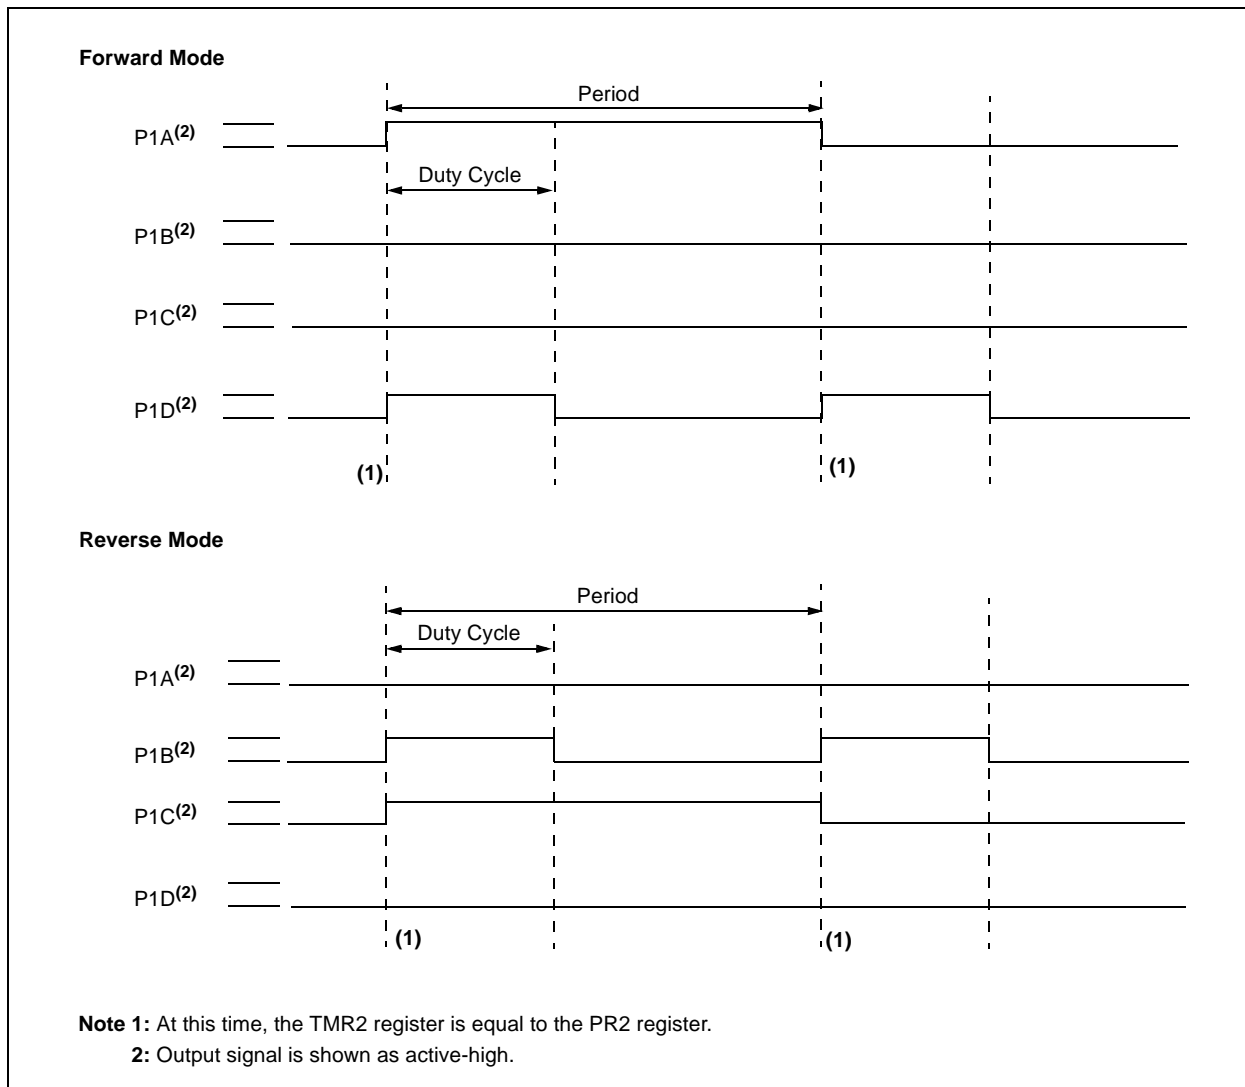 Forward Mode
Period
P1A(2)
Duty Cycle
P1B(2)
P1C(2)
P1D(2)
(1)
(1)
Reverse Mode
Period
Duty Cycle
P1A(2)
P1B(2)
P1C(2)
P1D(2)
(1)
(1)
Note 1: At this time, the TMR2 register is equal to the PR2 register.
2: Output signal is shown as active-high.